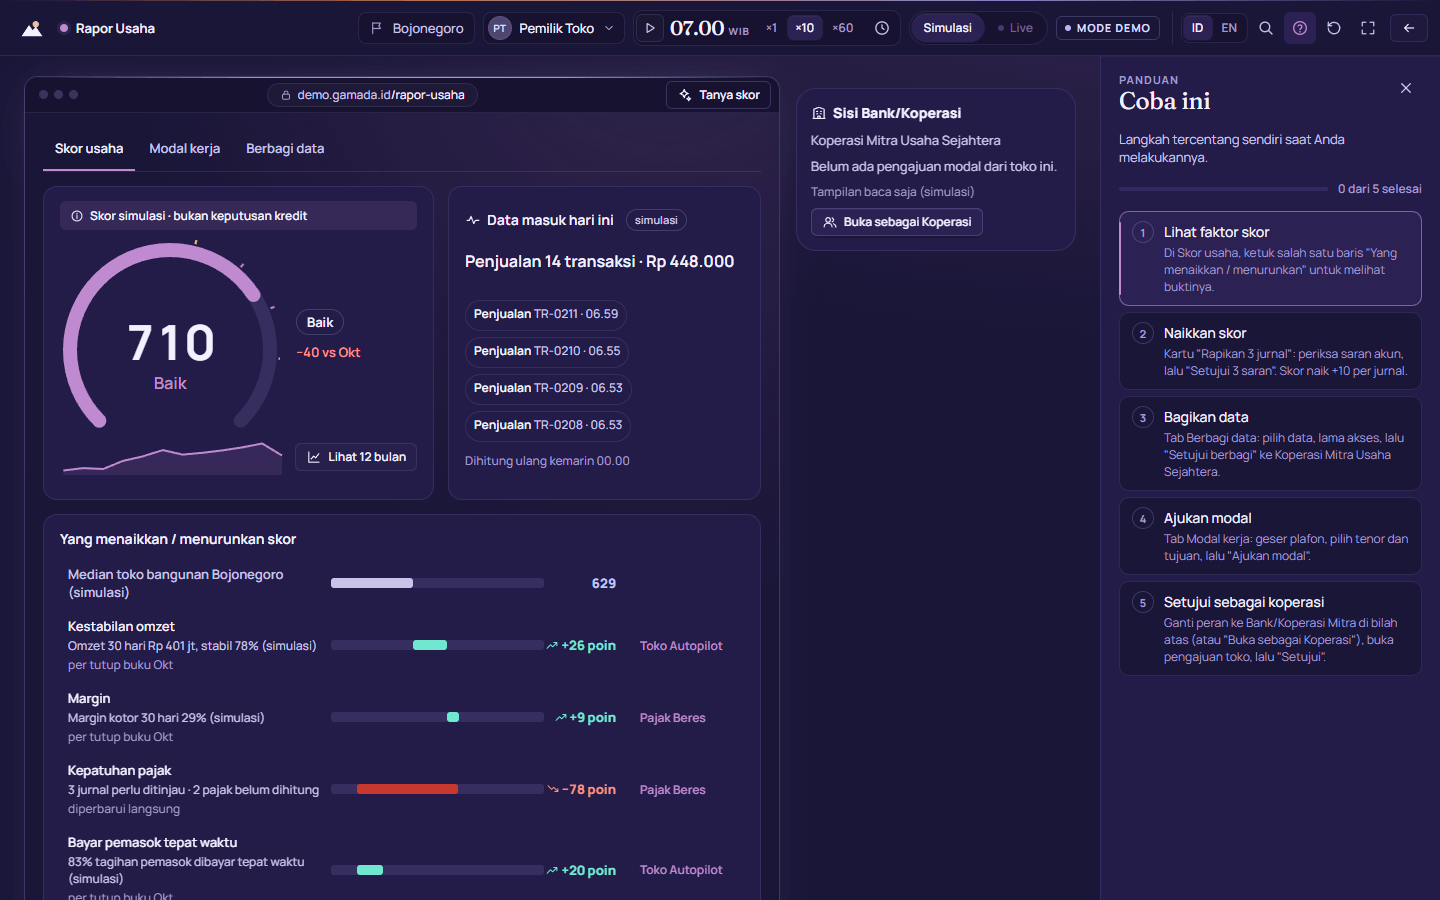 Rapor Usaha
Bojonegoro
PT Pemilik Toko
07.00 WIB
×1 ×10 ×60
Simulasi Live
MODE DEMO
ID EN
demo.gamada.id/rapor-usaha
Tanya skor
Skor usaha Modal kerja Berbagi data
Skor simulasi · bukan keputusan kredit
710
Baik
Baik
−40 vs Okt
Lihat 12 bulan
Data masuk hari ini simulasi
Penjualan 14 transaksi · Rp 448.000
Penjualan TR-0211 · 06.59
Penjualan TR-0210 · 06.55
Penjualan TR-0209 · 06.53
Penjualan TR-0208 · 06.53
Dihitung ulang kemarin 00.00
Yang menaikkan / menurunkan skor
Median toko bangunan Bojonegoro
(simulasi)
629
Kestabilan omzet
Omzet 30 hari Rp 401 jt, stabil 78% (simulasi)
per tutup buku Okt
+26 poin
Toko Autopilot
Margin
Margin kotor 30 hari 29% (simulasi)
per tutup buku Okt
+9 poin
Pajak Beres
Kepatuhan pajak
3 jurnal perlu ditinjau · 2 pajak belum dihitung
diperbarui langsung
−78 poin
Pajak Beres
Bayar pemasok tepat waktu
83% tagihan pemasok dibayar tepat waktu
(simulasi)
per tutup buku Okt
+20 poin
Toko Autopilot
Sisi Bank/Koperasi
Koperasi Mitra Usaha Sejahtera
Belum ada pengajuan modal dari toko ini.
Tampilan baca saja (simulasi)
Buka sebagai Koperasi
PANDUAN
Coba ini
Langkah tercentang sendiri saat Anda
melakukannya.
0 dari 5 selesai
1 Lihat faktor skor
Di Skor usaha, ketuk salah satu baris "Yang
menaikkan / menurunkan" untuk melihat
buktinya.
2 Naikkan skor
Kartu "Rapikan 3 jurnal": periksa saran akun,
lalu "Setujui 3 saran". Skor naik +10 per jurnal.
3 Bagikan data
Tab Berbagi data: pilih data, lama akses, lalu
"Setujui berbagi" ke Koperasi Mitra Usaha
Sejahtera.
4 Ajukan modal
Tab Modal kerja: geser plafon, pilih tenor dan
tujuan, lalu "Ajukan modal".
5 Setujui sebagai koperasi
Ganti peran ke Bank/Koperasi Mitra di bilah
atas (atau "Buka sebagai Koperasi"), buka
pengajuan toko, lalu "Setujui".